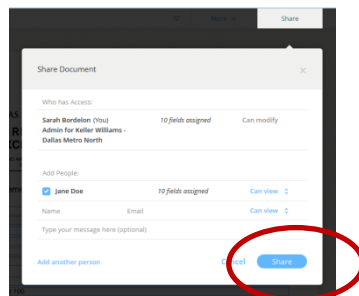 More
Share
Share Document
Who has Access:
Sarah Bordelon (You) 10 fields assigned Can modify
Admin for Keller Williams -
Dallas Metro North
Add People:
Jane Doe 10 fields assigned Can view
Name Email Can view
Type your message here (optional)
Add another person Cancel Share